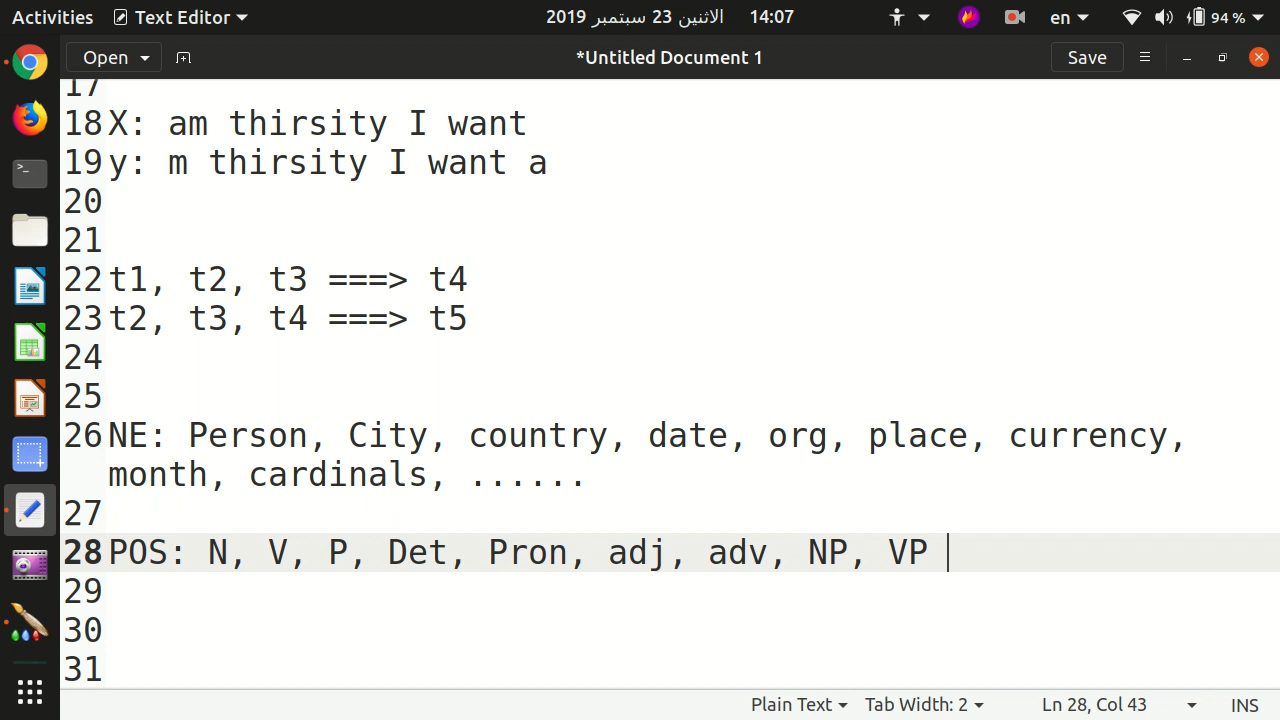 Activities Text Editor الاثنين 23 سبتمبر 2019 14:07 en 94 %
Open *Untitled Document 1 Save
17
18 X: am thirsity I want
19 y: m thirsity I want a
20
21
22 t1, t2, t3 ===> t4
23 t2, t3, t4 ===> t5
24
25
26 NE: Person, City, country, date, org, place, currency,
month, cardinals, ......
27
28 POS: N, V, P, Det, Pron, adj, adv, NP, VP
29
30
31
Plain Text Tab Width: 2 Ln 28, Col 43 INS